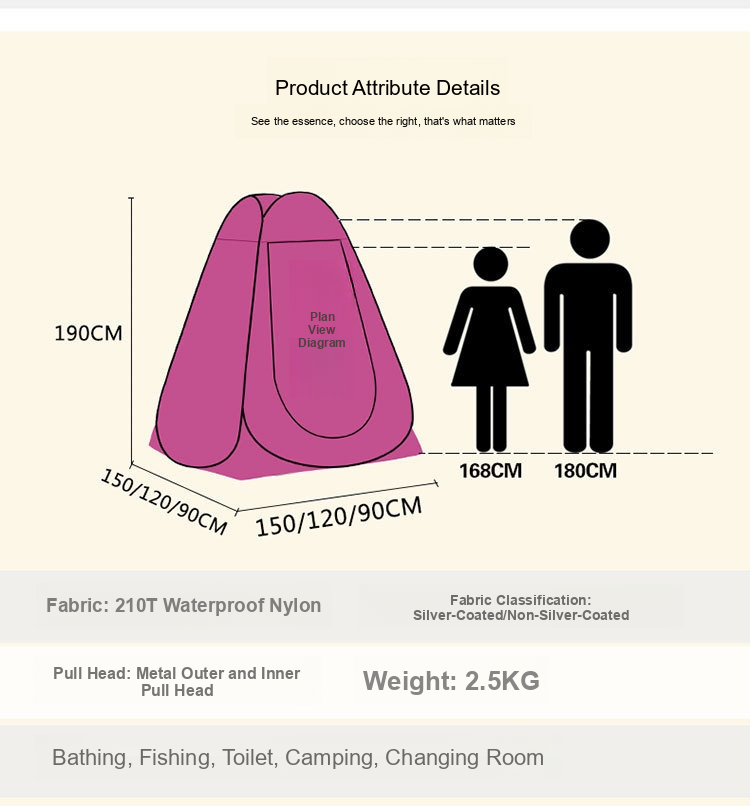 Product Attribute Details
See the essence, choose the right, that's what matters
190CM
Plan
View
Diagram
168CM
180CM
150/120/90CM
150/120/90CM
Fabric: 210T Waterproof Nylon
Fabric Classification:
Silver-Coated/Non-Silver-Coated
Pull Head: Metal Outer and Inner
Pull Head
Weight: 2.5KG
Bathing, Fishing, Toilet, Camping, Changing Room